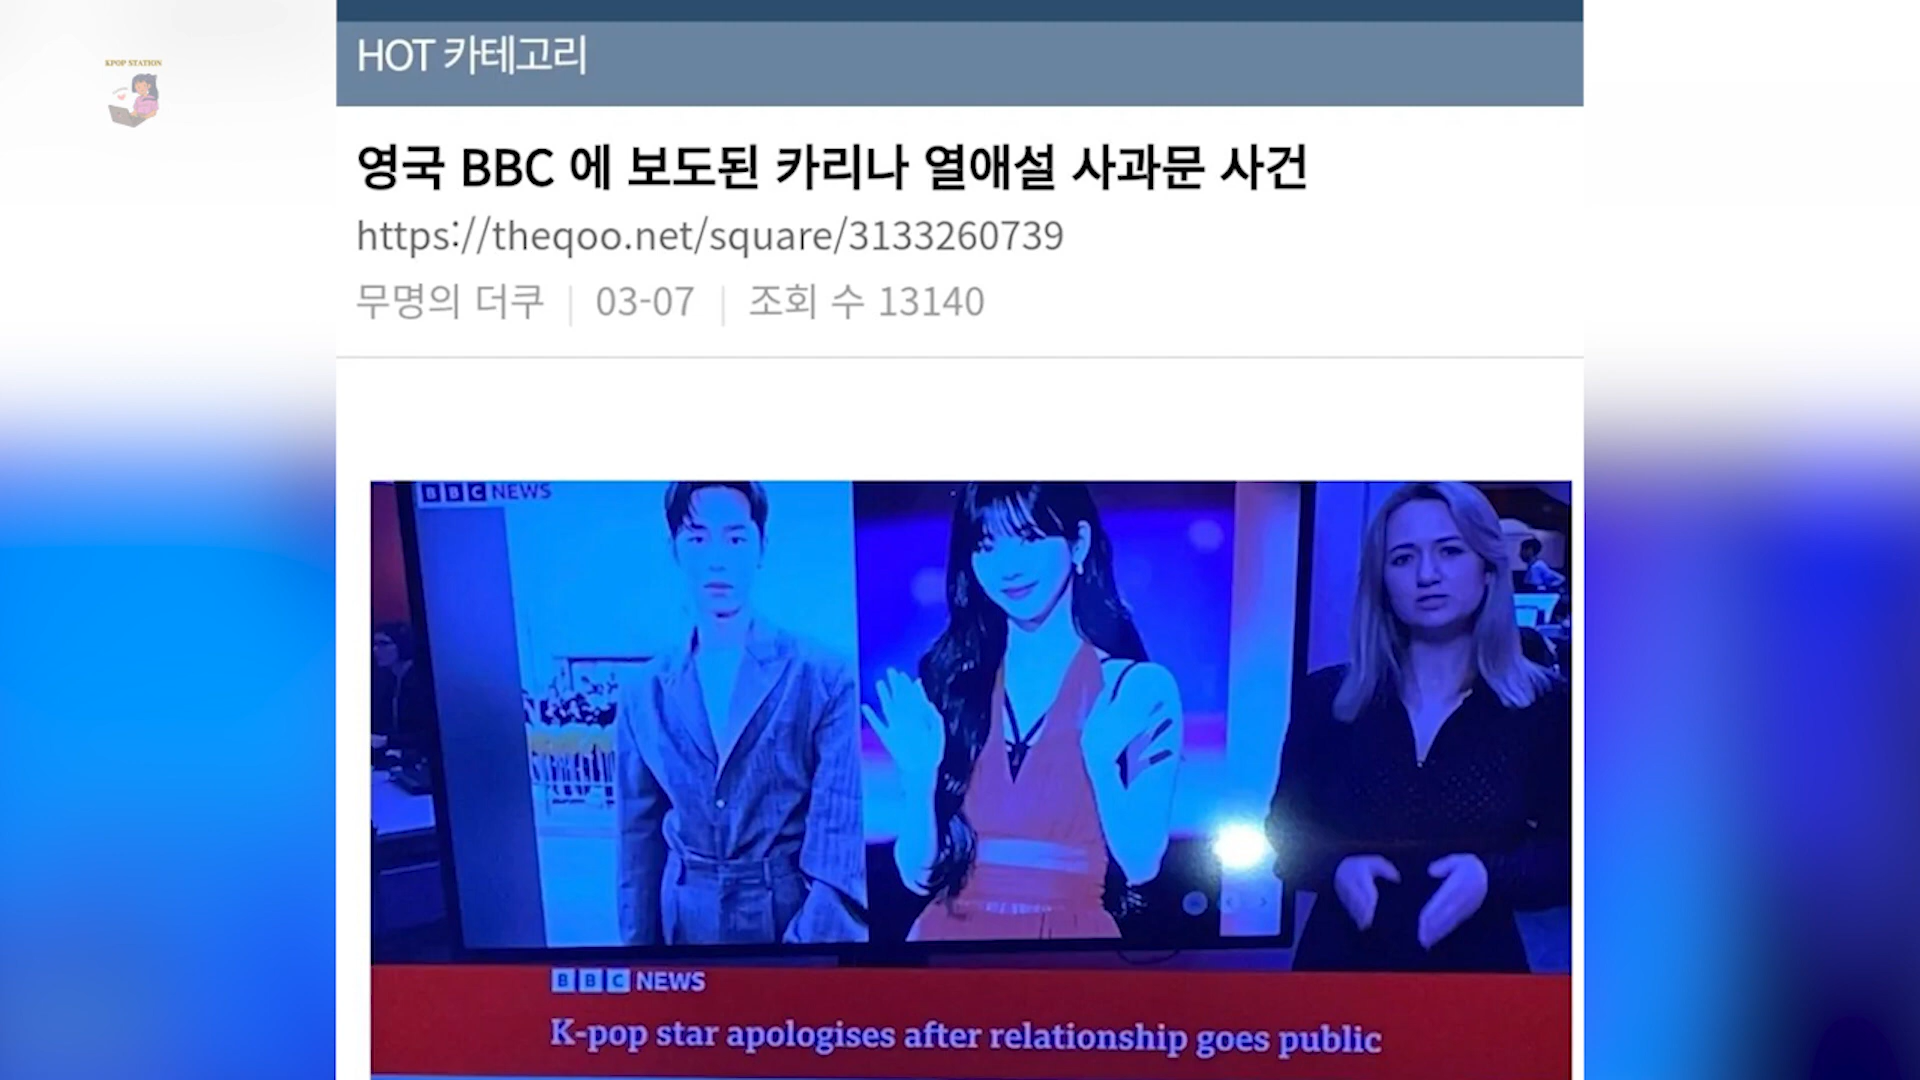 KPOP STATION
HOT 카테고리
영국 BBC 에 보도된 카리나 열애설 사과문 사건
https://theqoo.net/square/3133260739
무명의 더쿠 | 03-07 | 조회 수 13140
BBC NEWS
BBC NEWS
K-pop star apologises after relationship goes public